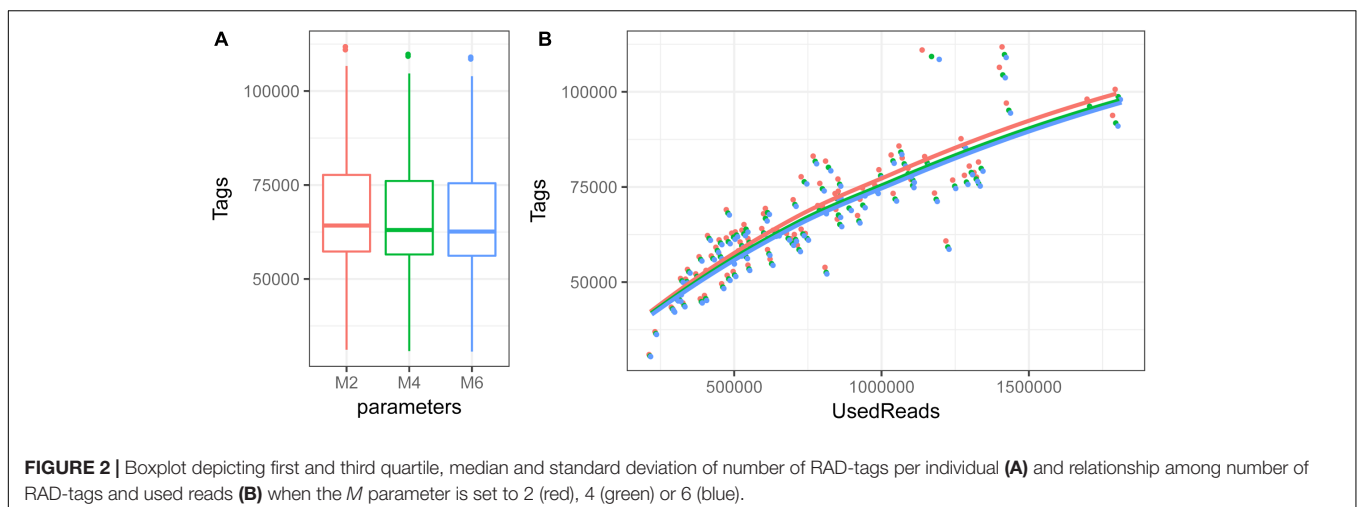 A
B
Tags
100000
75000
50000
M2 M4 M6
parameters
Tags
100000
75000
50000
500000 1000000 1500000
UsedReads
FIGURE 2 | Boxplot depicting first and third quartile, median and standard deviation of number of RAD-tags per individual (A) and relationship among number of
RAD-tags and used reads (B) when the M parameter is set to 2 (red), 4 (green) or 6 (blue).